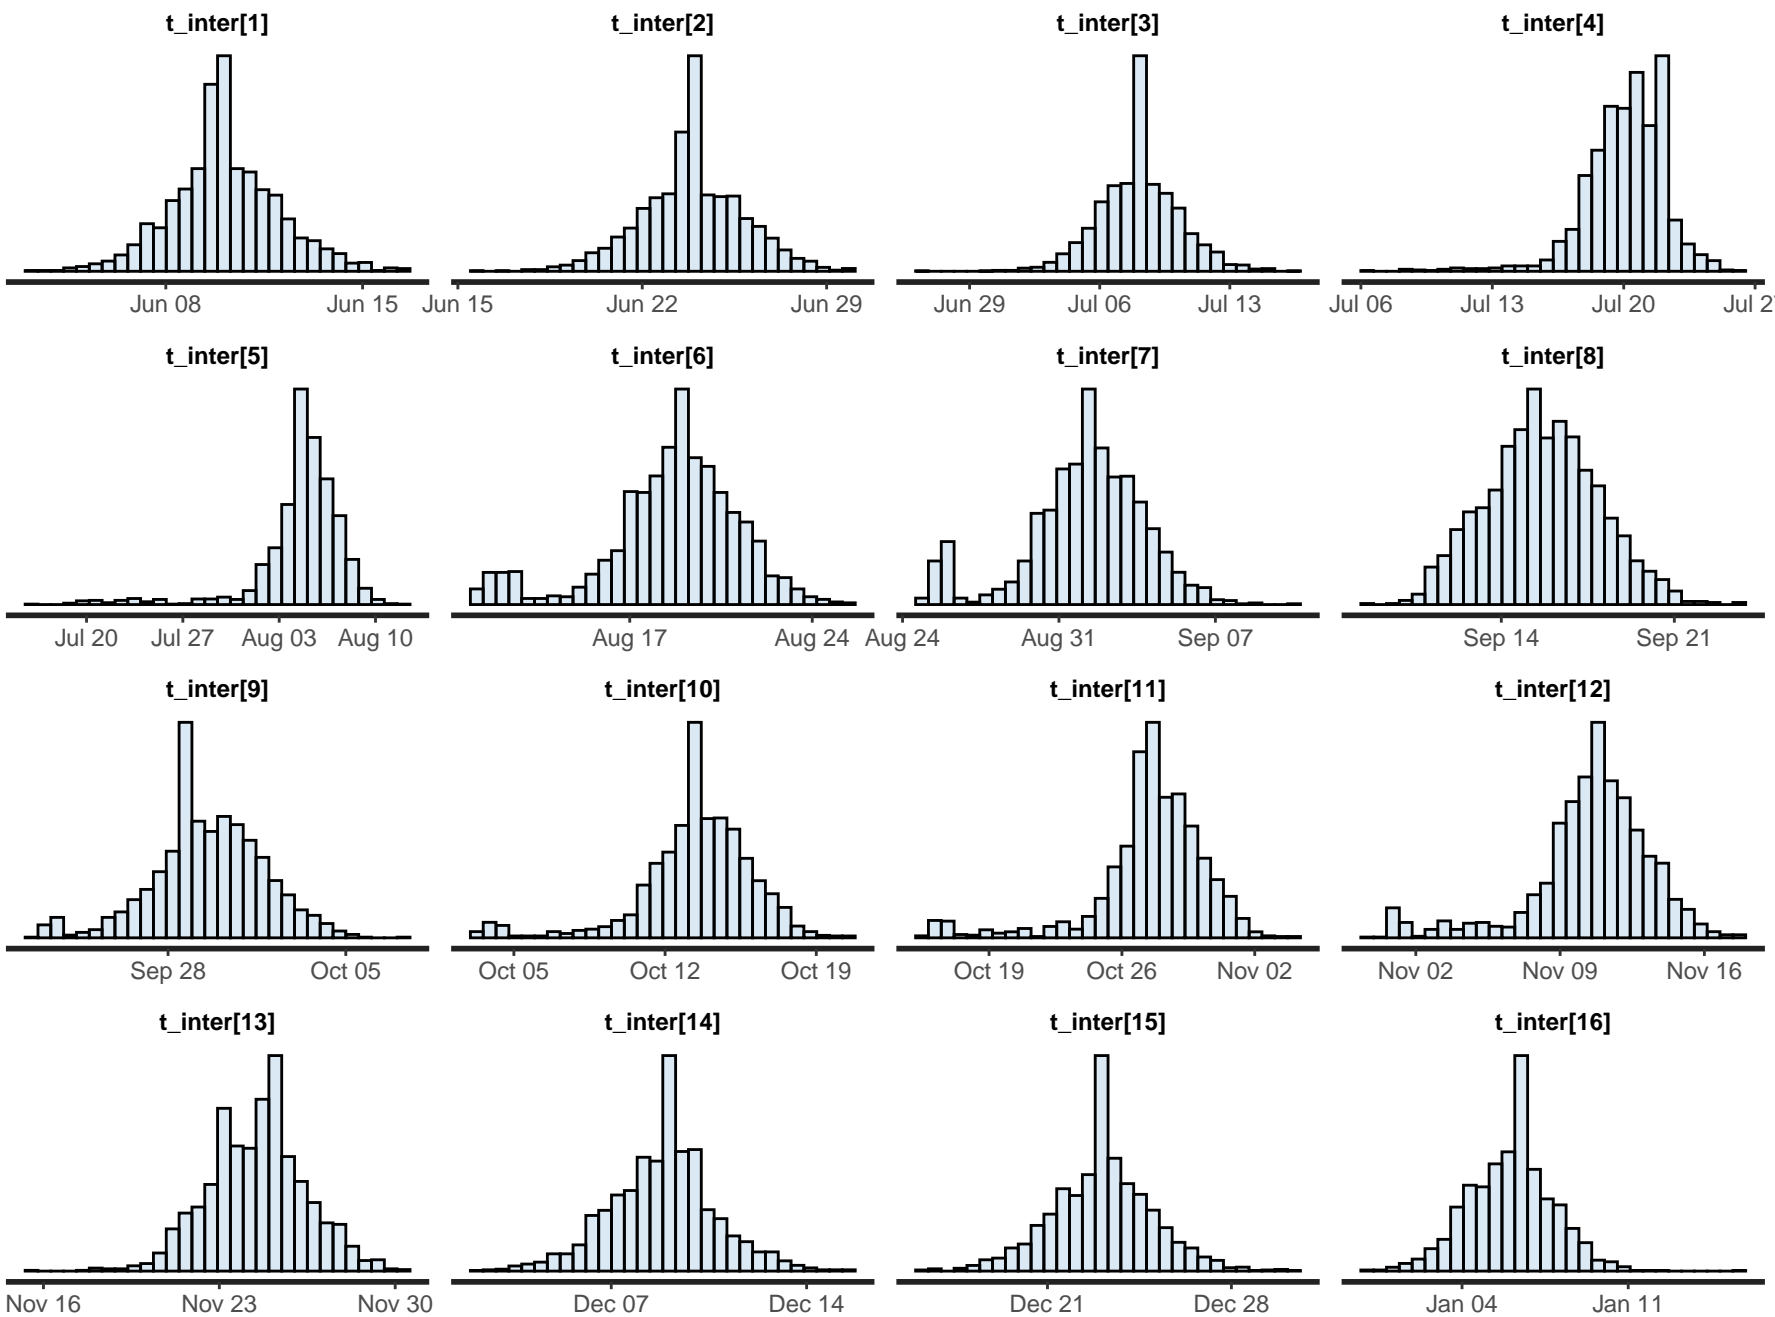 t_inter[1] t_inter[2] t_inter[3] t_inter[4]
Jun 08 Jun 15 Jun 15 Jun 22 Jun 29 Jun 29 Jul 06 Jul 13 Jul 06 Jul 13 Jul 20 Jul 2
t_inter[5] t_inter[6] t_inter[7] t_inter[8]
Jul 20 Jul 27 Aug 03 Aug 10 Aug 17 Aug 24 Aug 24 Aug 31 Sep 07 Sep 14 Sep 21
t_inter[9] t_inter[10] t_inter[11] t_inter[12]
Sep 28 Oct 05 Oct 05 Oct 12 Oct 19 Oct 19 Oct 26 Nov 02 Nov 02 Nov 09 Nov 16
t_inter[13] t_inter[14] t_inter[15] t_inter[16]
Nov 16 Nov 23 Nov 30 Dec 07 Dec 14 Dec 21 Dec 28 Jan 04 Jan 11